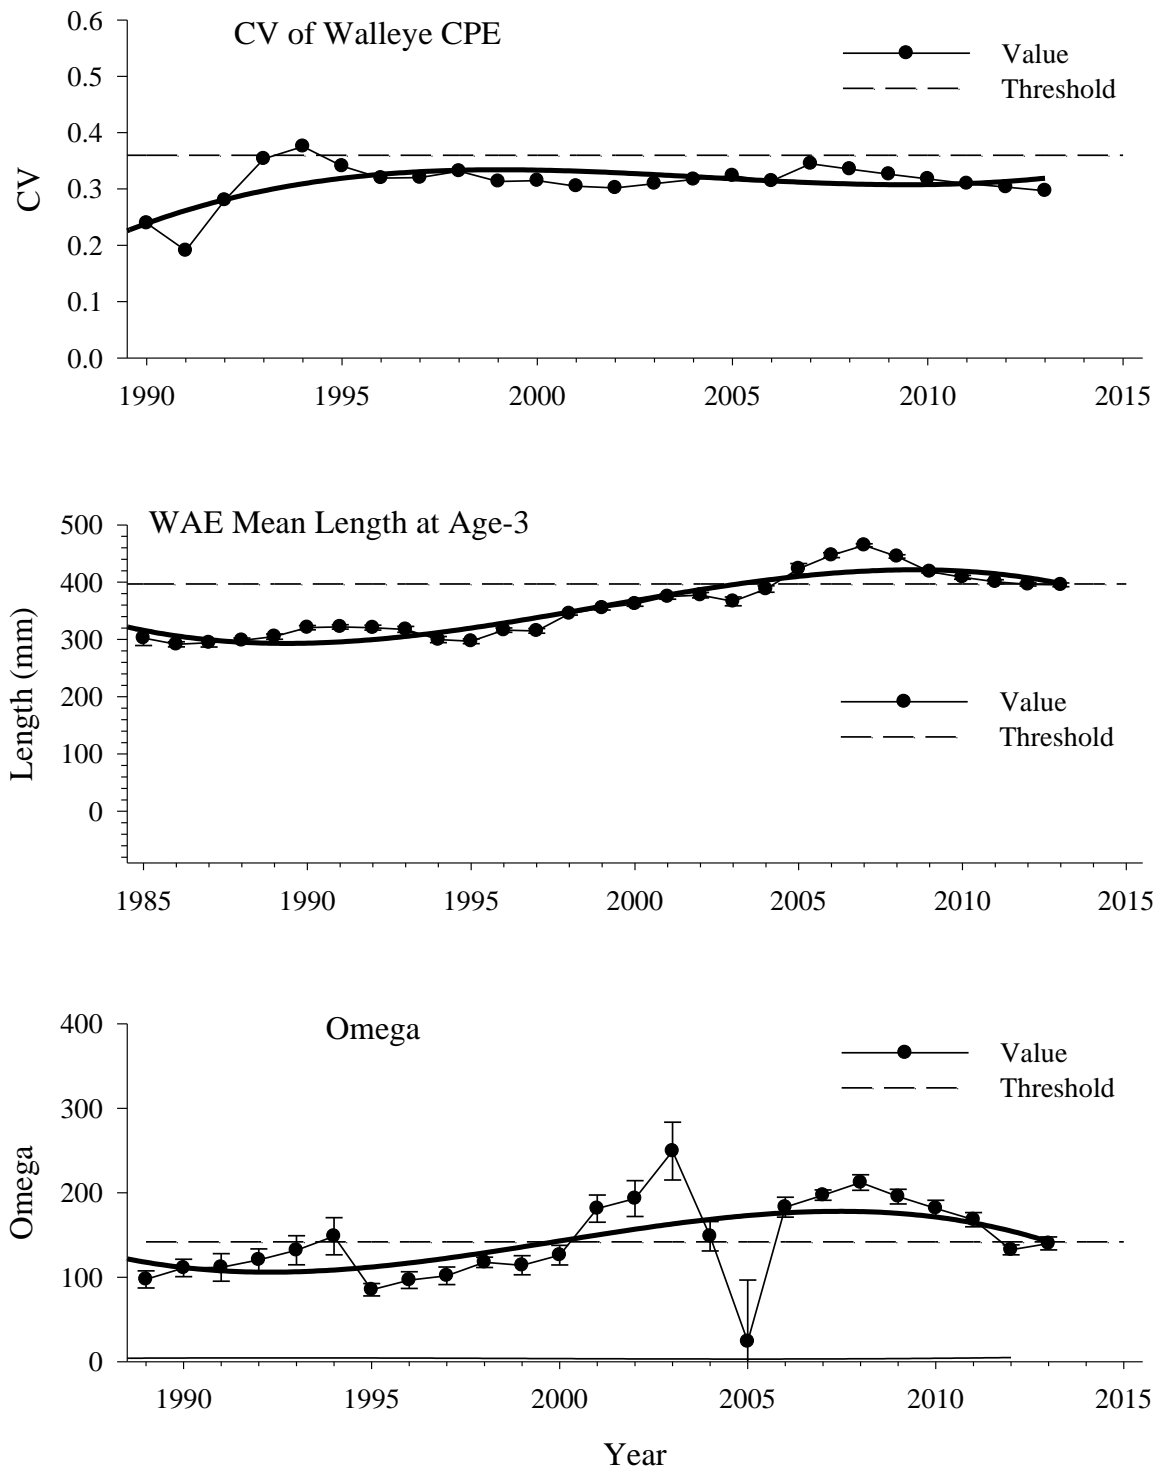 CV of Walleye CPE
Value
Threshold
CV
0.6
0.5
0.4
0.3
0.2
0.1
0.0
1990 1995 2000 2005 2010 2015
WAE Mean Length at Age-3
Length (mm)
500
400
300
200
100
0
Value
Threshold
1985 1990 1995 2000 2005 2010 2015
Omega
Value
Threshold
Omega
400
300
200
100
0
1990 1995 2000 2005 2010 2015
Year